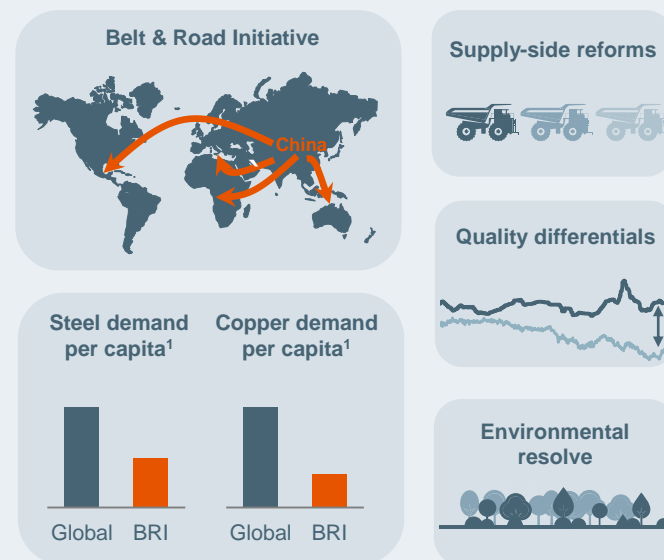 Belt & Road Initiative
China
Supply-side reforms
Quality differentials
Steel demand
per capita¹
Copper demand
per capita¹
Global BRI
Global BRI
Environmental
resolve